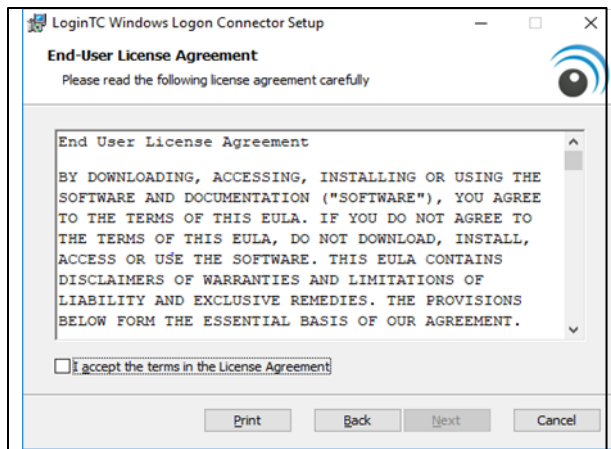 LoginTC Windows Logon Connector Setup
End-User License Agreement
Please read the following license agreement carefully
End User License Agreement
BY DOWNLOADING, ACCESSING, INSTALLING OR USING THE
SOFTWARE AND DOCUMENTATION ("SOFTWARE"), YOU AGREE
TO THE TERMS OF THIS EULA. IF YOU DO NOT AGREE TO
THE TERMS OF THIS EULA, DO NOT DOWNLOAD, INSTALL,
ACCESS OR USE THE SOFTWARE. THIS EULA CONTAINS
DISCLAIMERS OF WARRANTIES AND LIMITATIONS OF
LIABILITY AND EXCLUSIVE REMEDIES. THE PROVISIONS
BELOW FORM THE ESSENTIAL BASIS OF OUR AGREEMENT.
I accept the terms in the License Agreement
Print Back Next Cancel